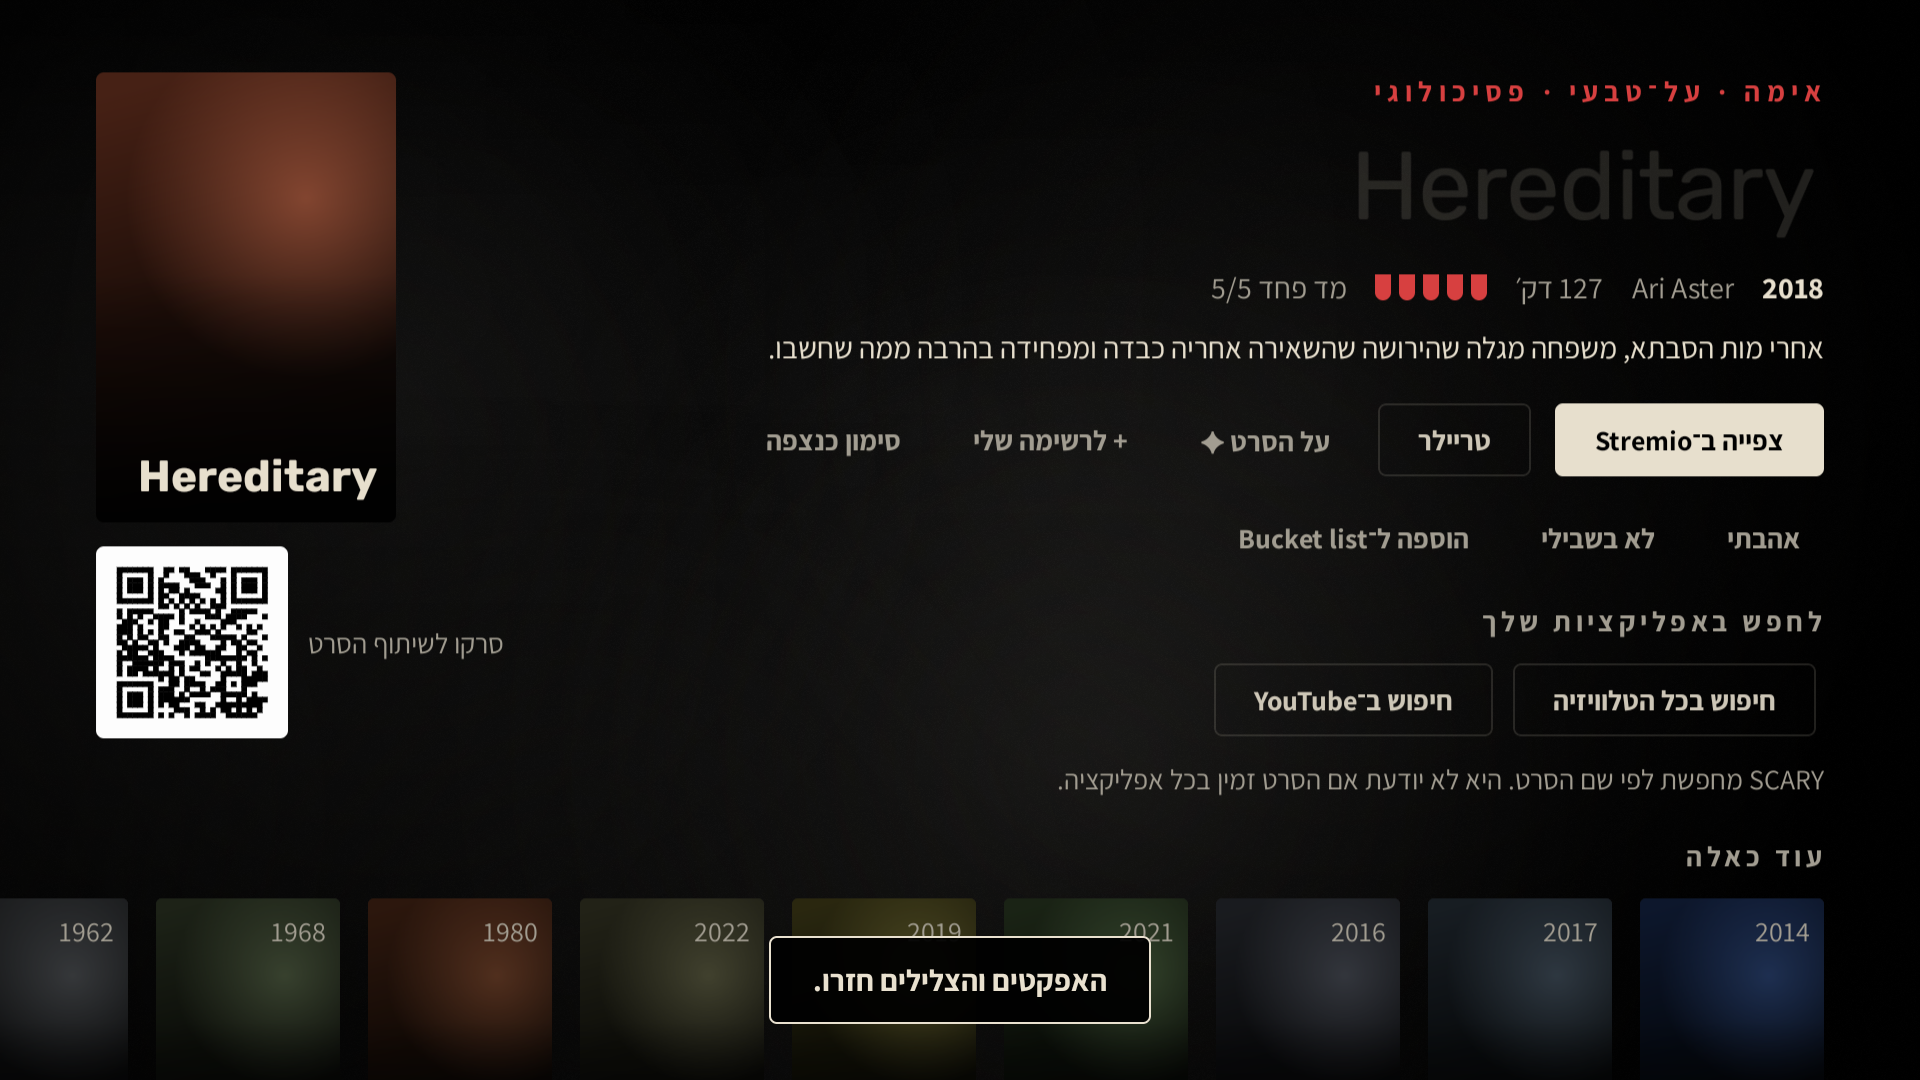 אימה · על־טבעי · פסיכולוגי
Hereditary
2018 Ari Aster 127 דק׳ מד פחד 5/5
אחרי מות הסבתא, משפחה מגלה שהירושה שהשאירה אחריה כבדה ומפחידה בהרבה ממה שחשבו.
צפייה ב־Stremio
טריילר
על הסרט ✦
+ לרשימה שלי
סימון כנצפה
אהבתי
לא בשבילי
הוספה ל־Bucket list
לחפש באפליקציות שלך
חיפוש בכל הטלוויזיה
חיפוש ב־YouTube
SCARY מחפשת לפי שם הסרט. היא לא יודעת אם הסרט זמין בכל אפליקציה.
Hereditary
סרקו לשיתוף הסרט
עוד כאלה
2014
2017
2016
2021
2019
2022
1980
1968
1962
האפקטים והצלילים חזרו.